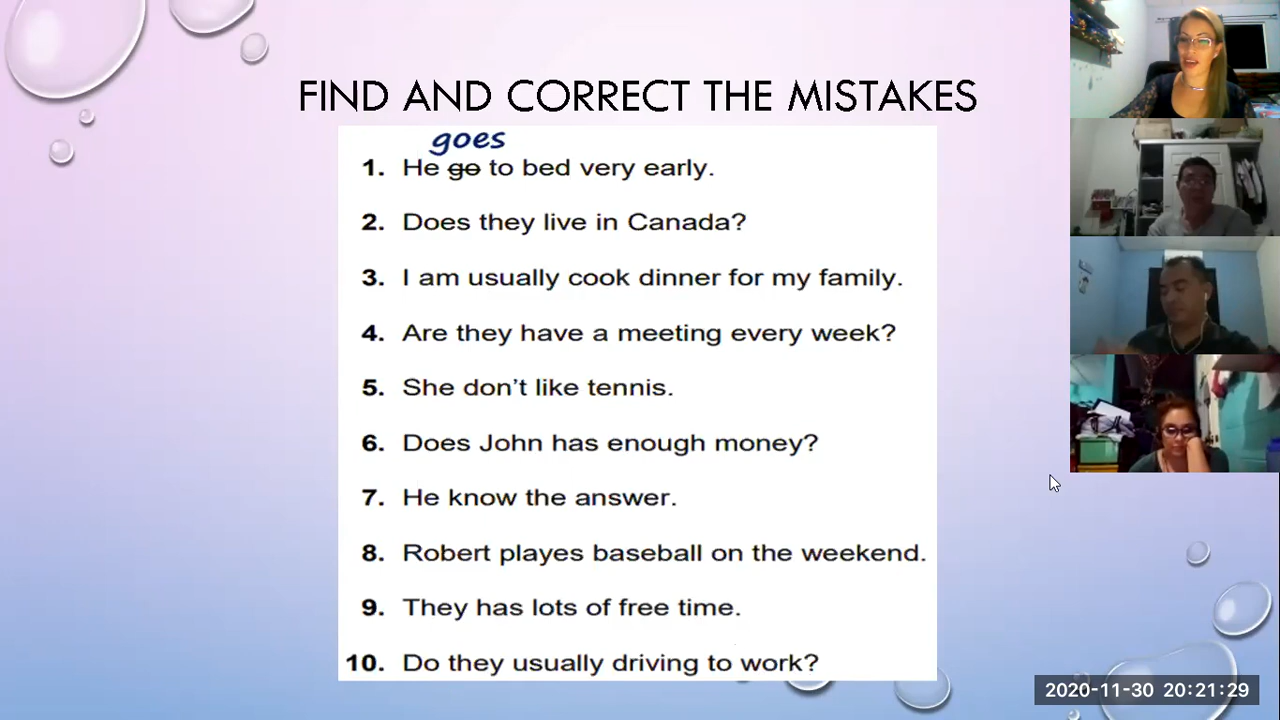 FIND AND CORRECT THE MISTAKES
goes
1. He go to bed very early.
2. Does they live in Canada?
3. I am usually cook dinner for my family.
4. Are they have a meeting every week?
5. She don't like tennis.
6. Does John has enough money?
7. He know the answer.
8. Robert playes baseball on the weekend.
9. They has lots of free time.
10. Do they usually driving to work?
2020-11-30 20:21:29